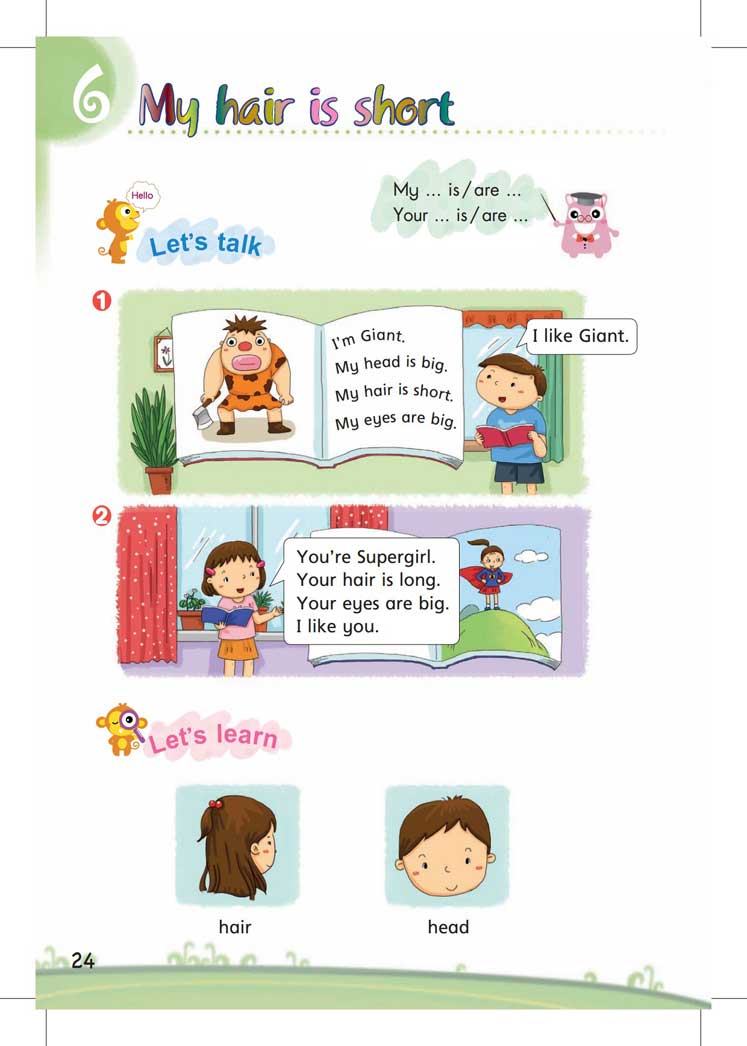 6
My hair is short
My ... is/are ...
Your ... is/are ...
Hello
Let's talk
1
I'm Giant.
My head is big.
My hair is short.
My eyes are big.
I like Giant.
2
You're Supergirl.
Your hair is long.
Your eyes are big.
I like you.
Let's learn
hair
head
24